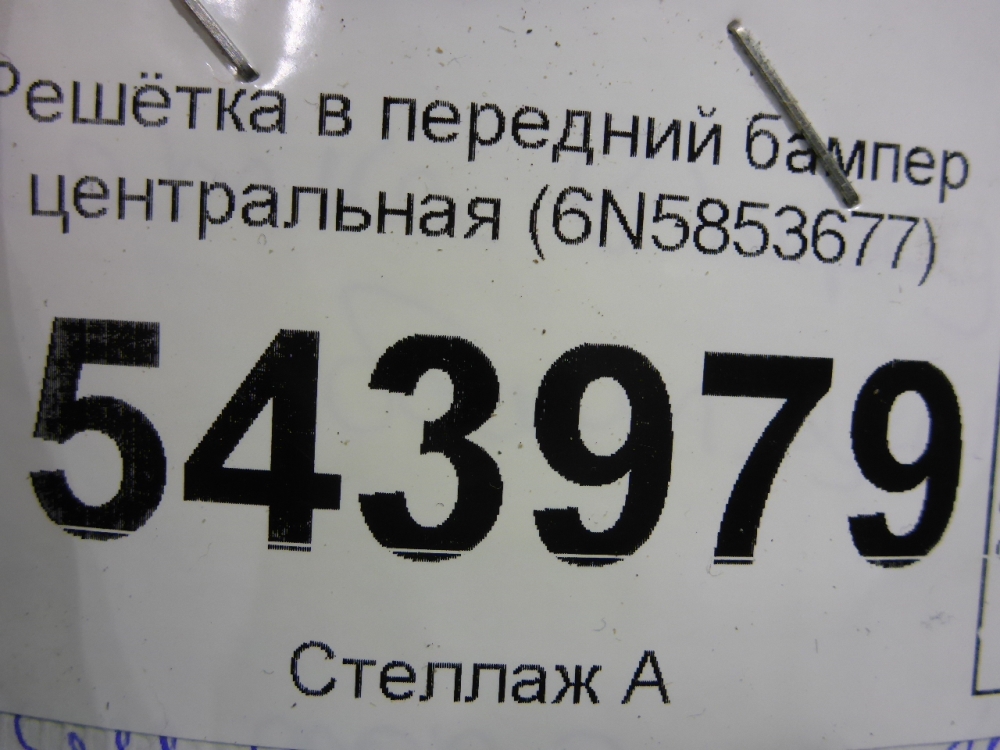 Решётка в передний бампер
центральная (6N5853677)
543979
Стеллаж А